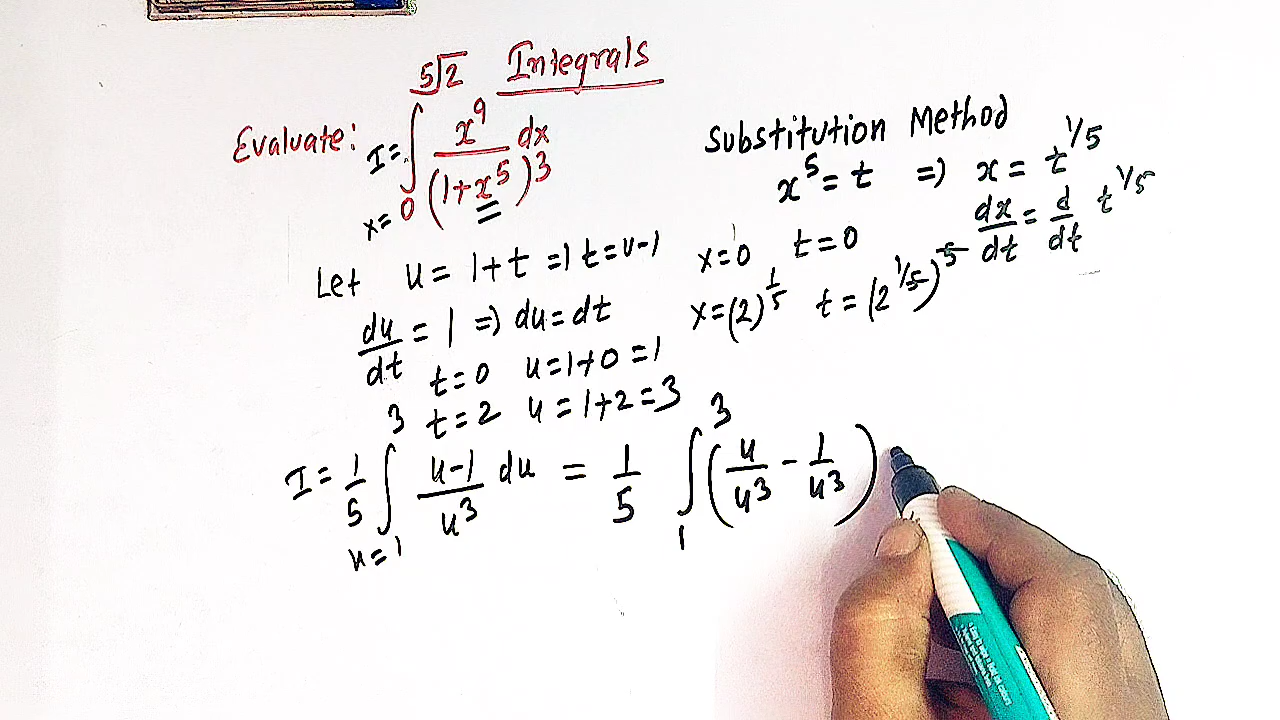 Integrals
Evaluate: I = ∫₀^(5√2) x⁹/(1+x⁵)³ dx
x=
Substitution Method
x⁵ = t ⇒ x = t^(1/5)
dx/dt = d/dt t^(1/5)
x=0 t=0
x=(2)^(1/5) t=(2^(1/5))^5
Let u = 1+t ⇒ t=u-1
du/dt = 1 ⇒ du=dt
t=0 u=1+0=1
t=2 u=1+2=3
I = 1/5 ∫_(u=1)^3 (u-1)/u³ du = 1/5 ∫₁³ (u/u³ - 1/u³)